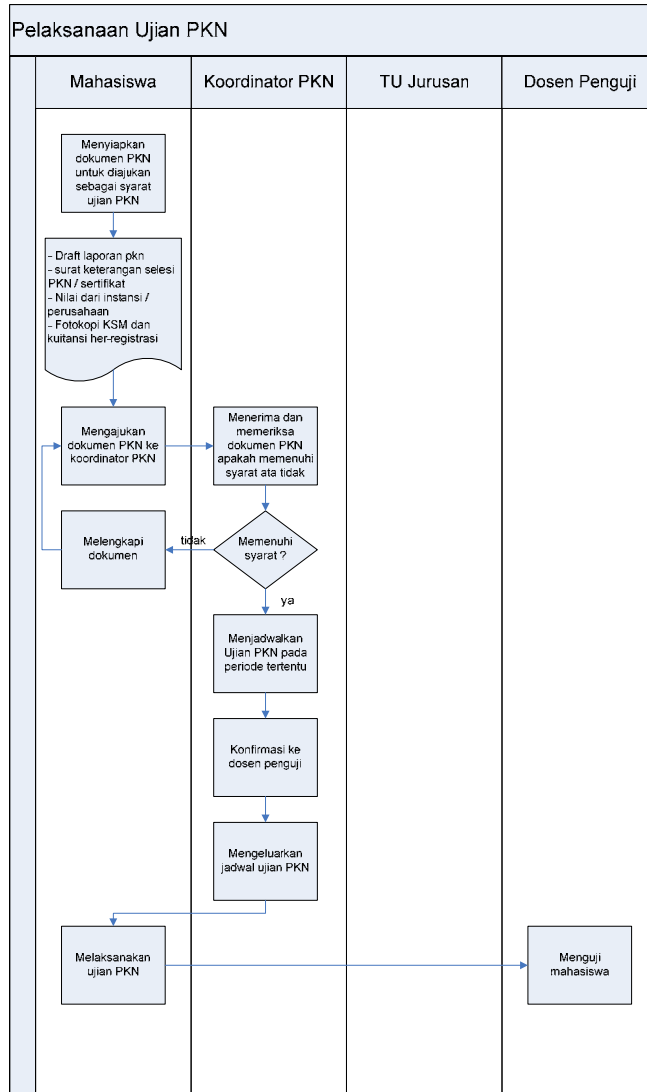 Pelaksanaan Ujian PKN
Mahasiswa
Koordinator PKN
TU Jurusan
Dosen Penguji
Menyiapkan
dokumen PKN
untuk diajukan
sebagai syarat
ujian PKN
- Draft laporan pkn
- surat keterangan selesi
PKN / sertifikat
- Nilai dari instansi /
perusahaan
- Fotokopi KSM dan
kuitansi her-registrasi
Mengajukan
dokumen PKN ke
koordinator PKN
Menerima dan
memeriksa
dokumen PKN
apakah memenuhi
syarat ata tidak
Melengkapi
dokumen
tidak
Memenuhi
syarat ?
ya
Menjadwalkan
Ujian PKN pada
periode tertentu
Konfirmasi ke
dosen penguji
Mengeluarkan
jadwal ujian PKN
Melaksanakan
ujian PKN
Menguji
mahasiswa